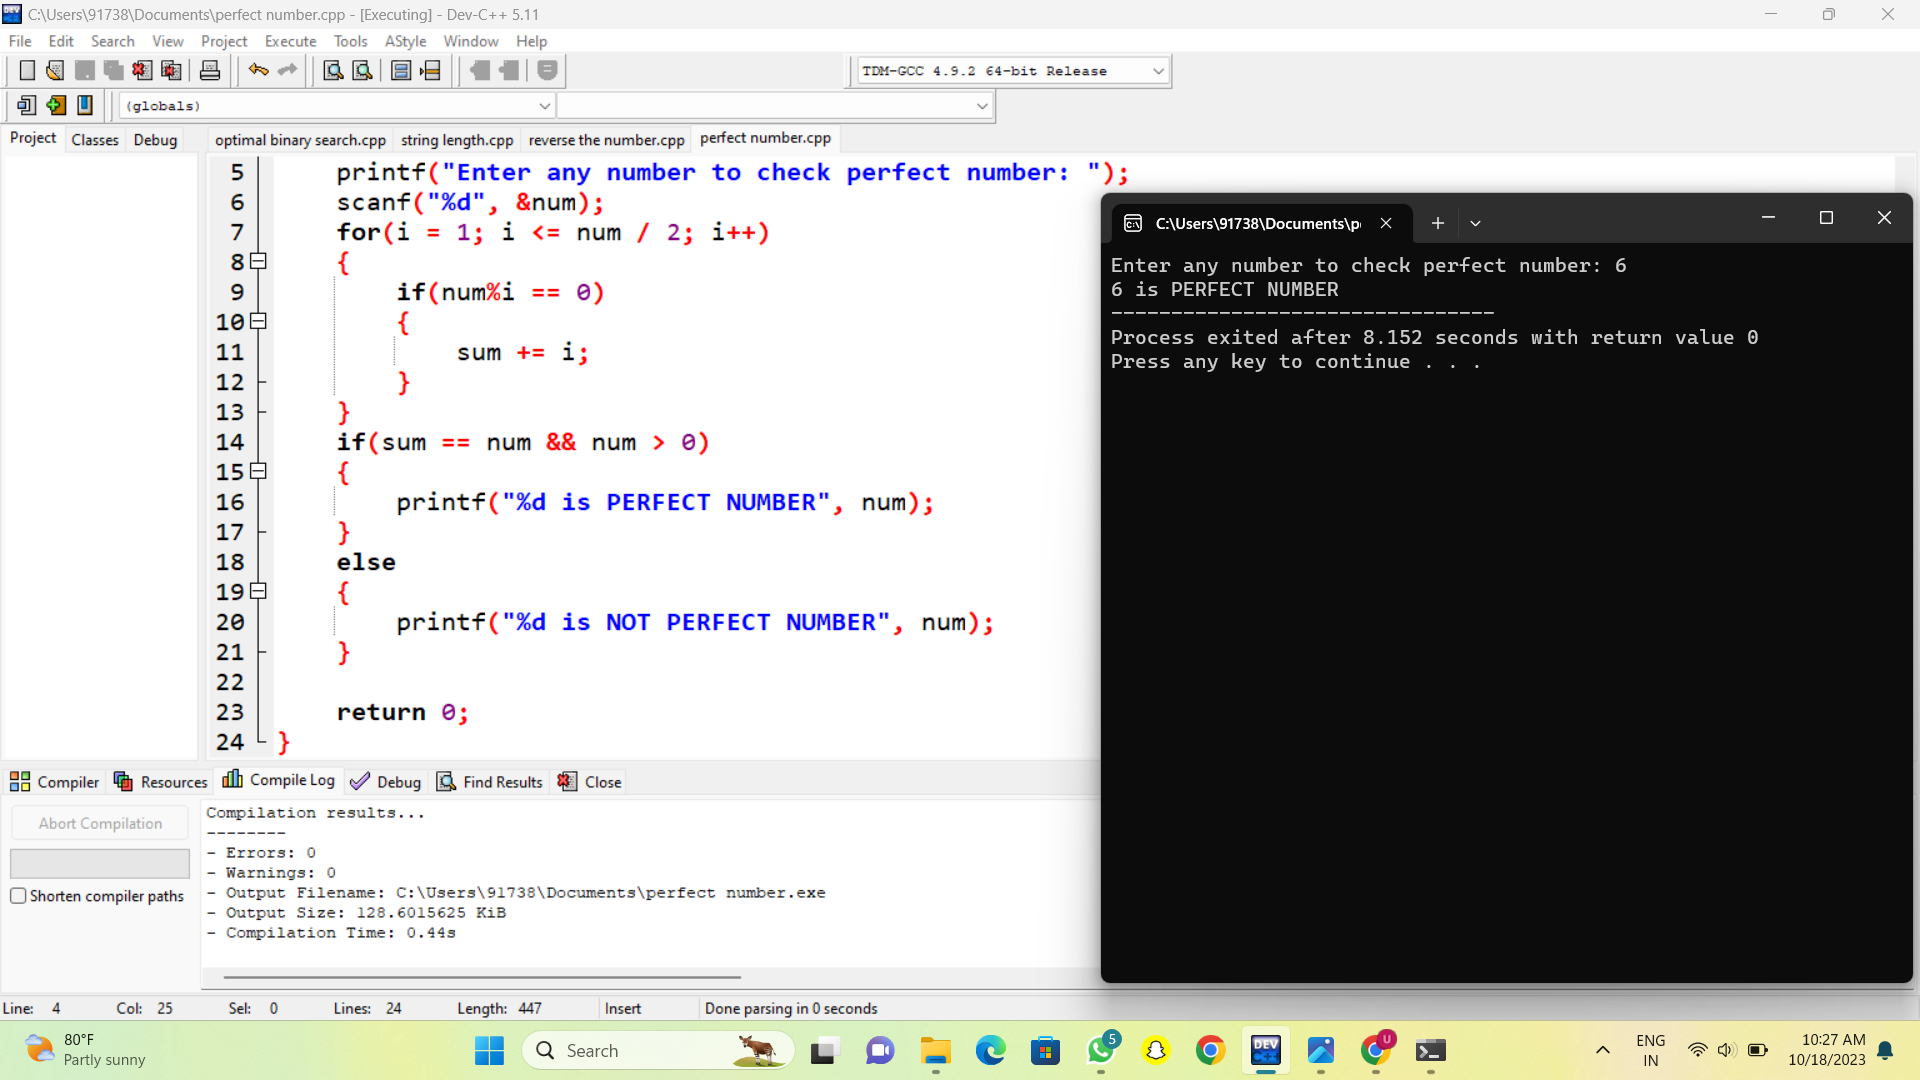 C:\Users\91738\Documents\perfect number.cpp - [Executing] - Dev-C++ 5.11
File Edit Search View Project Execute Tools AStyle Window Help
TDM-GCC 4.9.2 64-bit Release
(globals)
Project Classes Debug
optimal binary search.cpp string length.cpp reverse the number.cpp perfect number.cpp
5 printf("Enter any number to check perfect number: ");
6 scanf("%d", &num);
7 for(i = 1; i <= num / 2; i++)
8 {
9 if(num%i == 0)
10 {
11 sum += i;
12 }
13 }
14 if(sum == num && num > 0)
15 {
16 printf("%d is PERFECT NUMBER", num);
17 }
18 else
19 {
20 printf("%d is NOT PERFECT NUMBER", num);
21 }
22
23 return 0;
24 }
C:\Users\91738\Documents\p
Enter any number to check perfect number: 6
6 is PERFECT NUMBER
--------------------------------
Process exited after 8.152 seconds with return value 0
Press any key to continue . . .
Compiler Resources Compile Log Debug Find Results Close
Abort Compilation
Shorten compiler paths
Compilation results...
--------
- Errors: 0
- Warnings: 0
- Output Filename: C:\Users\91738\Documents\perfect number.exe
- Output Size: 128.6015625 KiB
- Compilation Time: 0.44s
Line: 4 Col: 25 Sel: 0 Lines: 24 Length: 447 Insert Done parsing in 0 seconds
80°F
Partly sunny
Search
5
DEV
C++
U
ENG
IN
10:27 AM
10/18/2023